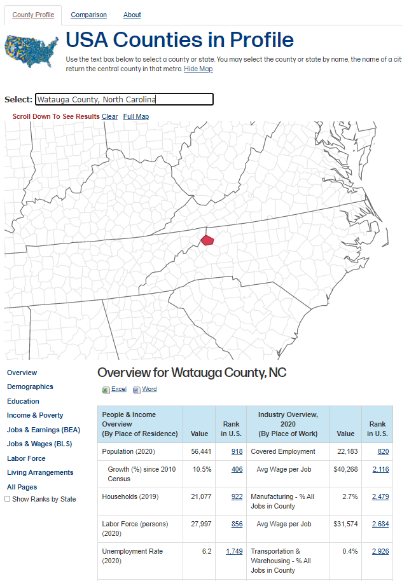 County Profile Comparison About
USA Counties in Profile
Use the text box below to select a county or state. You may select the county or state by name, the name of a cit
return the central county in that metro. Hide Map
Select: Watauga County, North Carolina
Scroll Down To See Results Clear Full Map
Overview
Demographics
Education
Income & Poverty
Jobs & Earnings (BEA)
Jobs & Wages (BLS)
Labor Force
Living Arrangements
All Pages
Show Ranks by State
Overview for Watauga County, NC
Excel Word
People & Income
Overview
(By Place of Residence) Value Rank
in U.S. Industry Overview,
2020
(By Place of Work) Value Rank
in U.S.
Population (2020) 56,441 918 Covered Employment 22,183 820
Growth (%) since 2010
Census 10.5% 406 Avg Wage per Job $40,268 2,116
Households (2019) 21,077 922 Manufacturing - % All
Jobs in County 2.7% 2,479
Labor Force (persons)
(2020) 27,997 856 Avg Wage per Job $31,574 2,684
Unemployment Rate
(2020) 6.2 1,749 Transportation &
Warehousing - % All
Jobs in County 0.4% 2,926